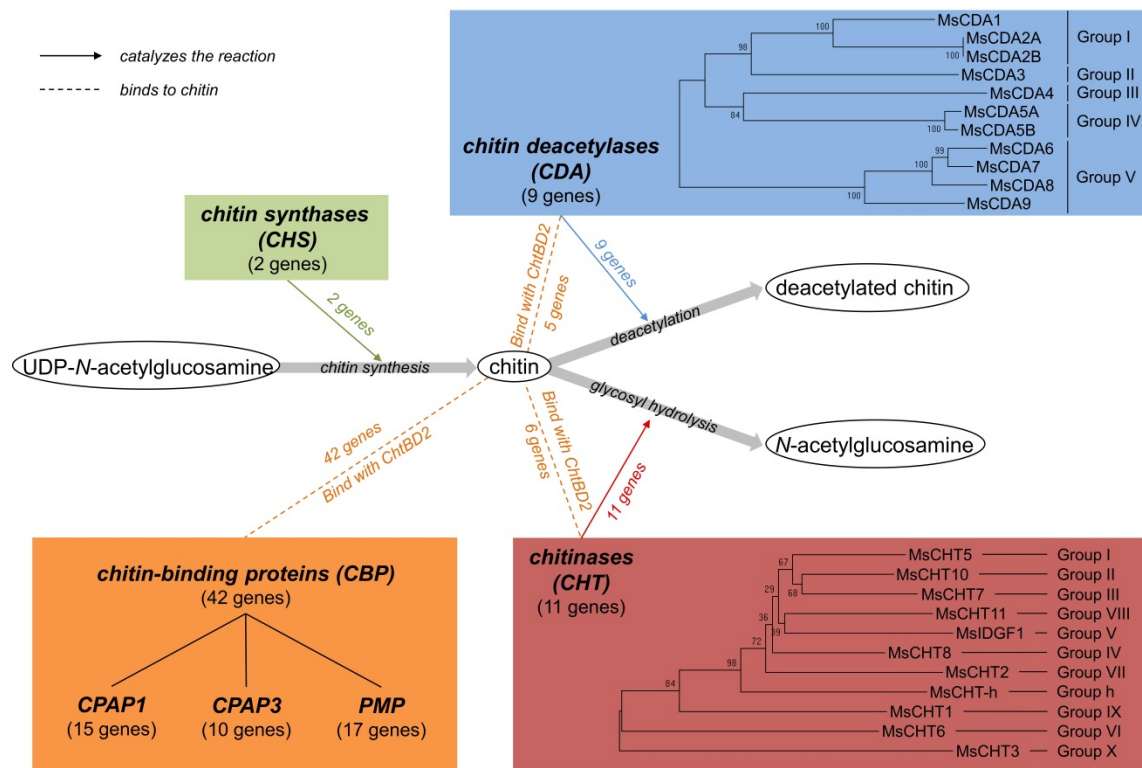 catalyzes the reaction
binds to chitin
chitin deacetylases
(CDA)
(9 genes)
MsCDA1
MsCDA2A
MsCDA2B
MsCDA3
MsCDA4
MsCDA5A
MsCDA5B
MsCDA6
MsCDA7
MsCDA8
MsCDA9
Group I
Group II
Group III
Group IV
Group V
100
98
100
84
100
99
100
100
chitin synthases
(CHS)
(2 genes)
2 genes
Bind with ChtBD2
5 genes
9 genes
UDP-N-acetylglucosamine
chitin synthesis
chitin
deacetylation
deacetylated chitin
glycosyl hydrolysis
N-acetylglucosamine
42 genes
Bind with ChtBD2
6 genes
Bind with ChtBD2
11 genes
chitin-binding proteins (CBP)
(42 genes)
CPAP1
(15 genes)
CPAP3
(10 genes)
PMP
(17 genes)
chitinases
(CHT)
(11 genes)
MsCHT5 Group I
MsCHT10 Group II
MsCHT7 Group III
MsCHT11 Group VIII
MsIDGF1 Group V
MsCHT8 Group IV
MsCHT2 Group VII
MsCHT-h Group h
MsCHT1 Group IX
MsCHT6 Group VI
MsCHT3 Group X
67
68
29
36
39
72
98
84